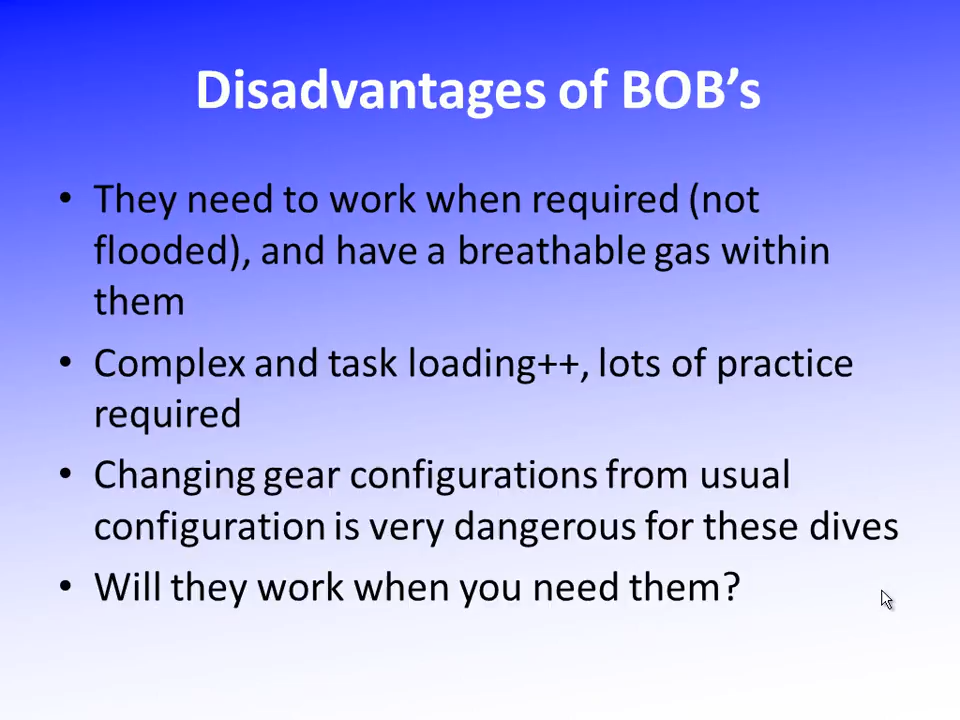 Disadvantages of BOB’s
• They need to work when required (not
flooded), and have a breathable gas within
them
• Complex and task loading++, lots of practice
required
• Changing gear configurations from usual
configuration is very dangerous for these dives
• Will they work when you need them?